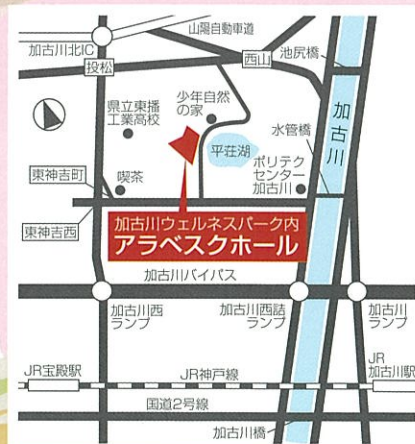 山陽自動車道
加古川北IC
投松
西山
池尻橋
県立東播
工業高校
少年自然
の家
加古川
水管橋
平荘湖
ポリテク
センター
加古川
東神吉町
喫茶
東神吉西
加古川ウェルネスパーク内
アラベスクホール
加古川バイパス
加古川西
ランプ
加古川西詰
ランプ
加古川
ランプ
JR宝殿駅
JR神戸線
JR
加古川駅
国道2号線
加古川橋